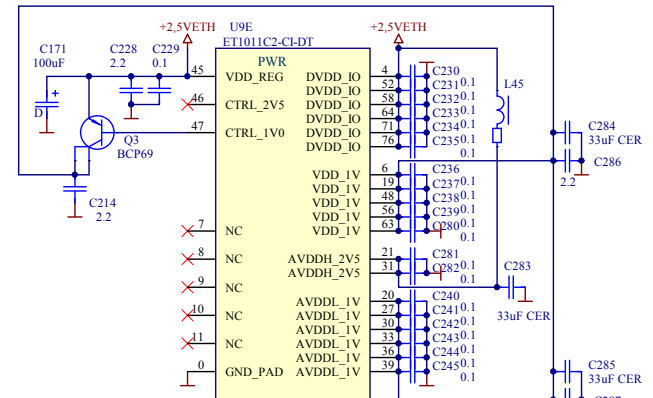 +2,5VETH
U9E
ET1011C2-CI-DT
+2,5VETH
C171
100uF
C228
2.2
C229
0.1
PWR
45
VDD_REG
46
CTRL_2V5
47
CTRL_1V0
D
+
Q3
BCP69
C214
2.2
7
NC
8
NC
9
NC
10
NC
11
NC
0
GND_PAD
DVDD_IO
4
C230
0.1
DVDD_IO
52
C231
0.1
DVDD_IO
58
C232
0.1
DVDD_IO
64
C233
0.1
DVDD_IO
71
C234
0.1
DVDD_IO
76
C235
0.1
VDD_1V
6
C236
0.1
VDD_1V
19
C237
0.1
VDD_1V
48
C238
0.1
VDD_1V
56
C239
0.1
VDD_1V
63
C280
0.1
AVDDH_2V5
21
C281
0.1
AVDDH_2V5
31
C282
0.1
AVDDL_1V
20
C240
0.1
AVDDL_1V
27
C241
0.1
AVDDL_1V
30
C242
0.1
AVDDL_1V
33
C243
0.1
AVDDL_1V
36
C244
0.1
AVDDL_1V
39
C245
0.1
L45
C284
33uF CER
C286
2.2
C283
33uF CER
C285
33uF CER